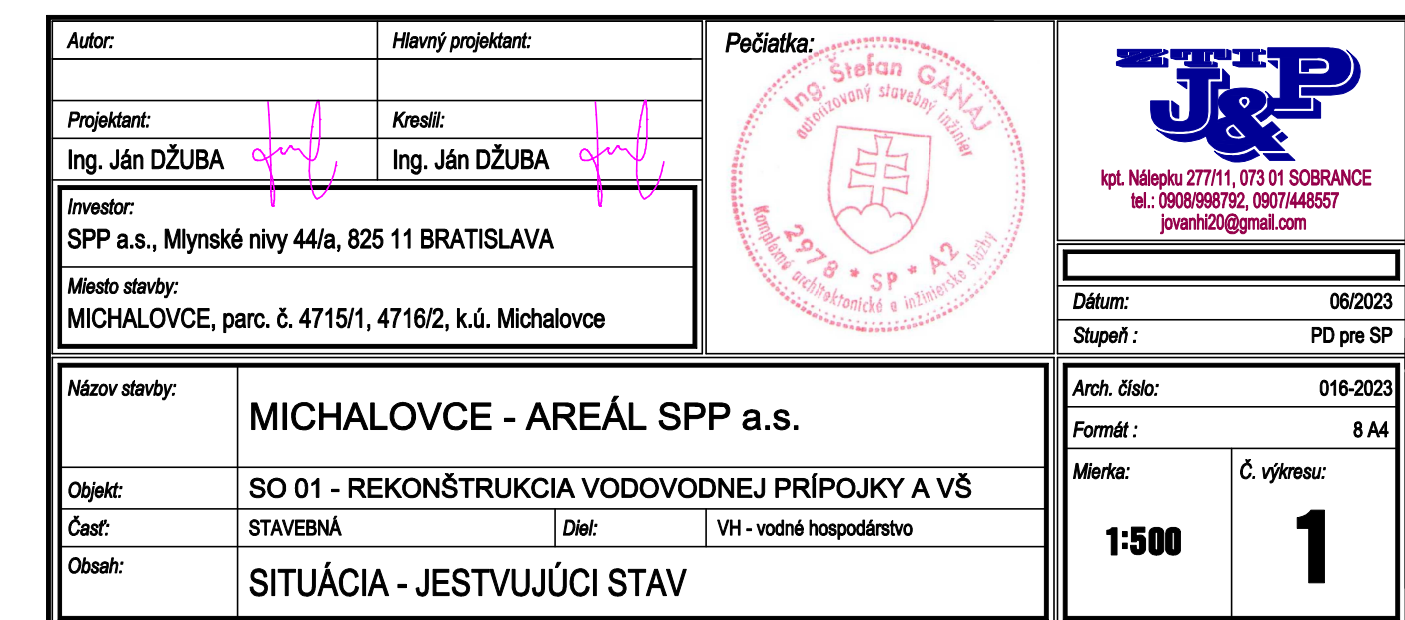 Autor:
Hlavný projektant:
Projektant:
Kreslil:
Ing. Ján DŽUBA
Ing. Ján DŽUBA
Investor:
SPP a.s., Mlynské nivy 44/a, 825 11 BRATISLAVA
Miesto stavby:
MICHALOVCE, parc. č. 4715/1, 4716/2, k.ú. Michalovce
Pečiatka:
Ing. Štefan GANAJ
autorizovaný stavebný inžinier
2978 * SP * A2
Komplexné architektonické a inžinierske služby
ZTI
J&P
kpt. Nálepku 277/11, 073 01 SOBRANCE
tel.: 0908/998792, 0907/448557
jovanhi20@gmail.com
Dátum: 06/2023
Stupeň : PD pre SP
Názov stavby:
MICHALOVCE - AREÁL SPP a.s.
Objekt: SO 01 - REKONŠTRUKCIA VODOVODNEJ PRÍPOJKY A VŠ
Časť: STAVEBNÁ Diel: VH - vodné hospodárstvo
Obsah:
SITUÁCIA - JESTVUJÚCI STAV
Arch. číslo: 016-2023
Formát : 8 A4
Mierka: Č. výkresu:
1:500 1